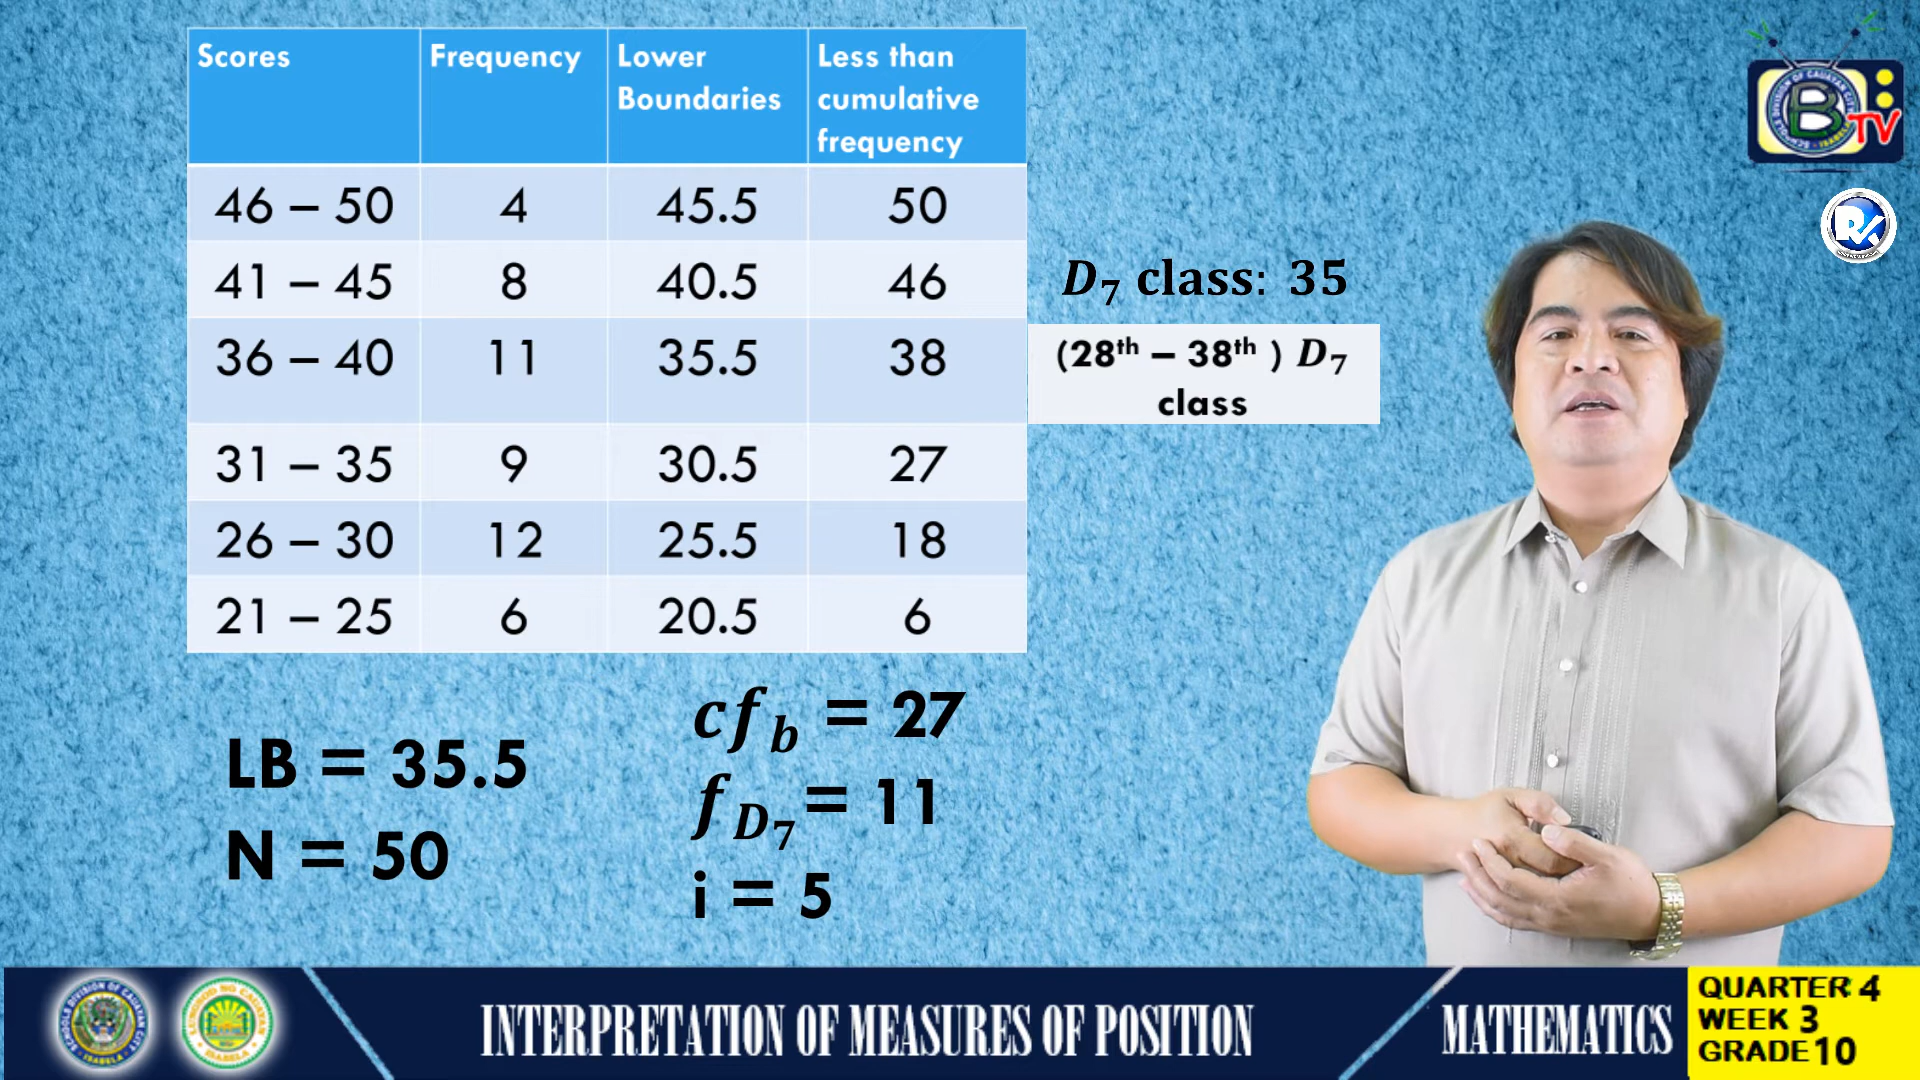 Scores Frequency Lower Boundaries Less than cumulative frequency
46 – 50 4 45.5 50
41 – 45 8 40.5 46
36 – 40 11 35.5 38
31 – 35 9 30.5 27
26 – 30 12 25.5 18
21 – 25 6 20.5 6
D₇ class: 35
(28th – 38th ) D₇
class
LB = 35.5
N = 50
cf_b = 27
f_D₇ = 11
i = 5
B TV
INTERPRETATION OF MEASURES OF POSITION
MATHEMATICS
QUARTER 4
WEEK 3
GRADE 10